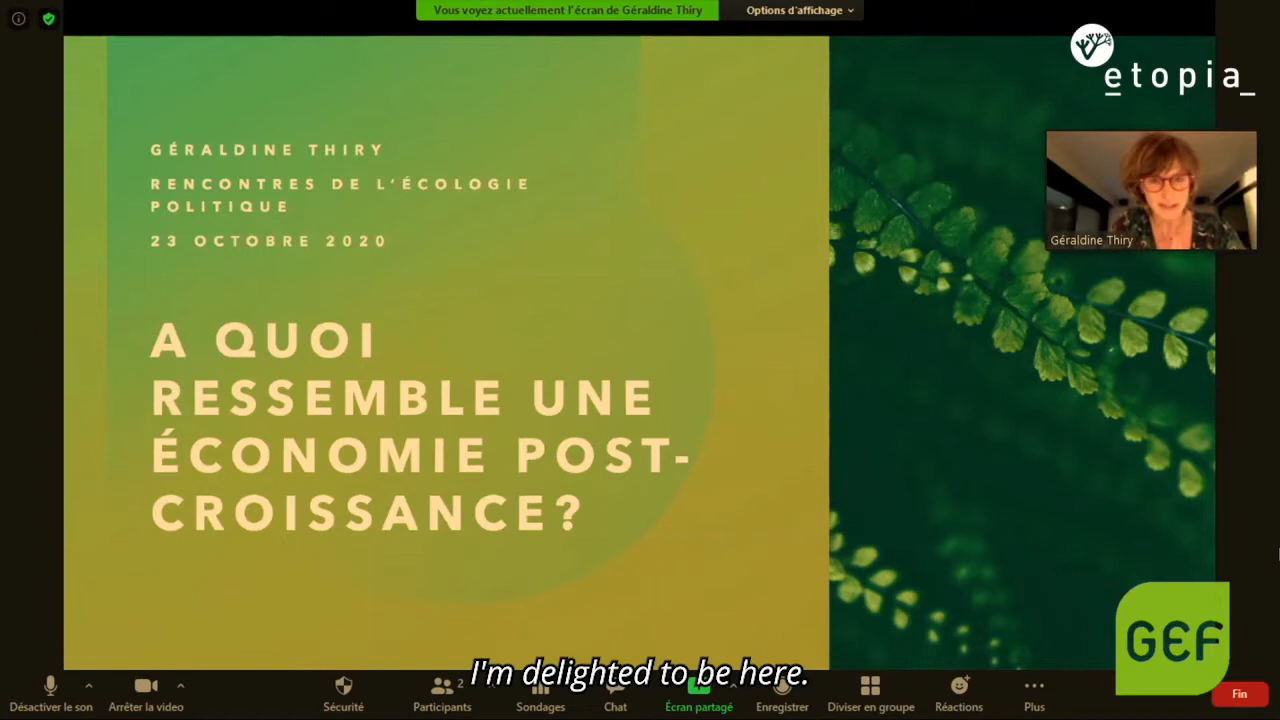 Vous voyez actuellement l'écran de Géraldine Thiry
Options d'affichage
etopia_
GÉRALDINE THIRY
RENCONTRES DE L'ÉCOLOGIE
POLITIQUE
23 OCTOBRE 2020
Géraldine Thiry
A QUOI
RESSEMBLE UNE
ÉCONOMIE POST-
CROISSANCE?
GEF
I'm delighted to be here.
2
Désactiver le son
Arrêter la video
Sécurité
Participants
Sondages
Chat
Écran partagé
Enregistrer
Diviser en groupe
Réactions
Plus
Fin